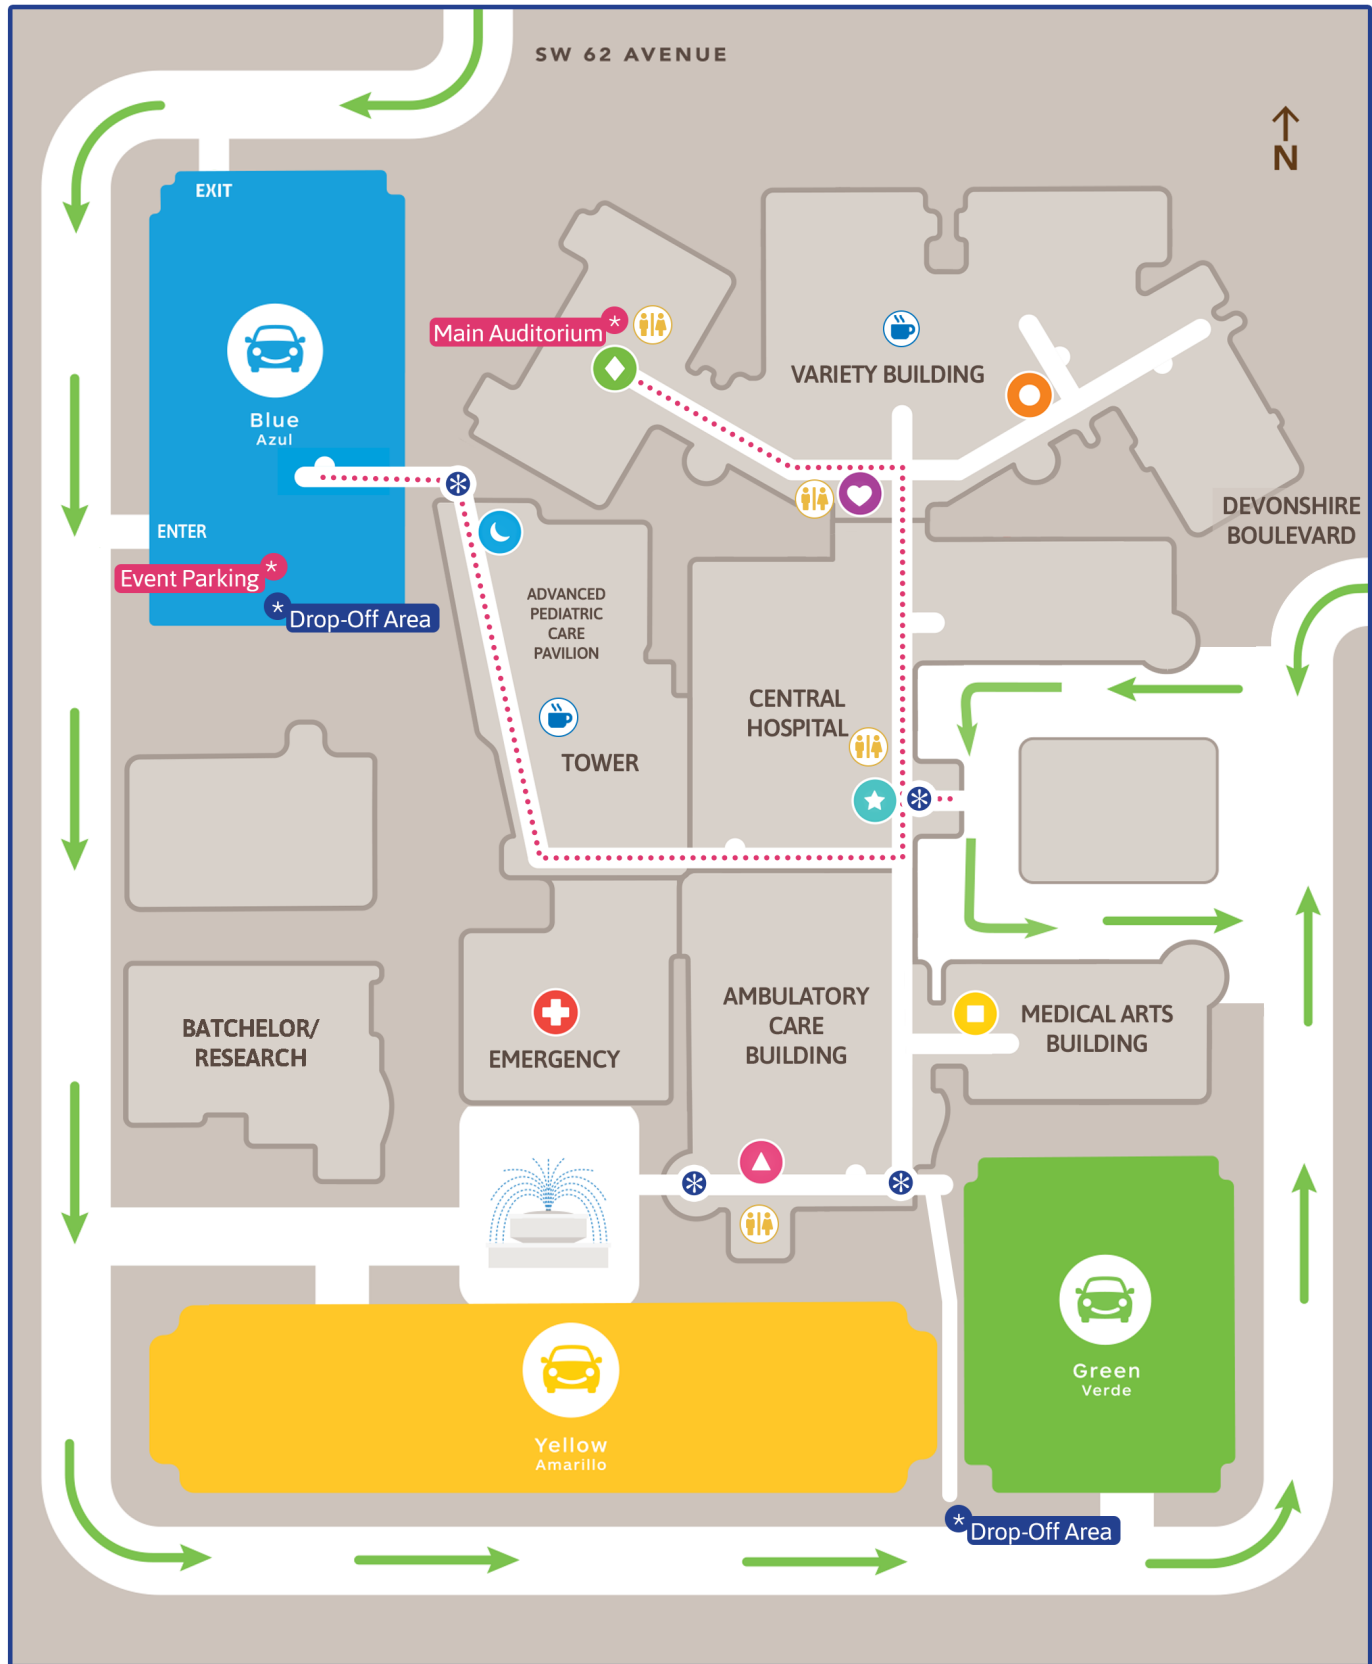 SW 62 AVENUE
N
EXIT
Main Auditorium
*
VARIETY BUILDING
Blue
Azul
DEVONSHIRE
BOULEVARD
ENTER
Event Parking
*
*
Drop-Off Area
ADVANCED
PEDIATRIC
CARE
PAVILION
CENTRAL
HOSPITAL
TOWER
AMBULATORY
CARE
BUILDING
MEDICAL ARTS
BUILDING
BATCHELOR/
RESEARCH
EMERGENCY
Green
Verde
Yellow
Amarillo
*
Drop-Off Area